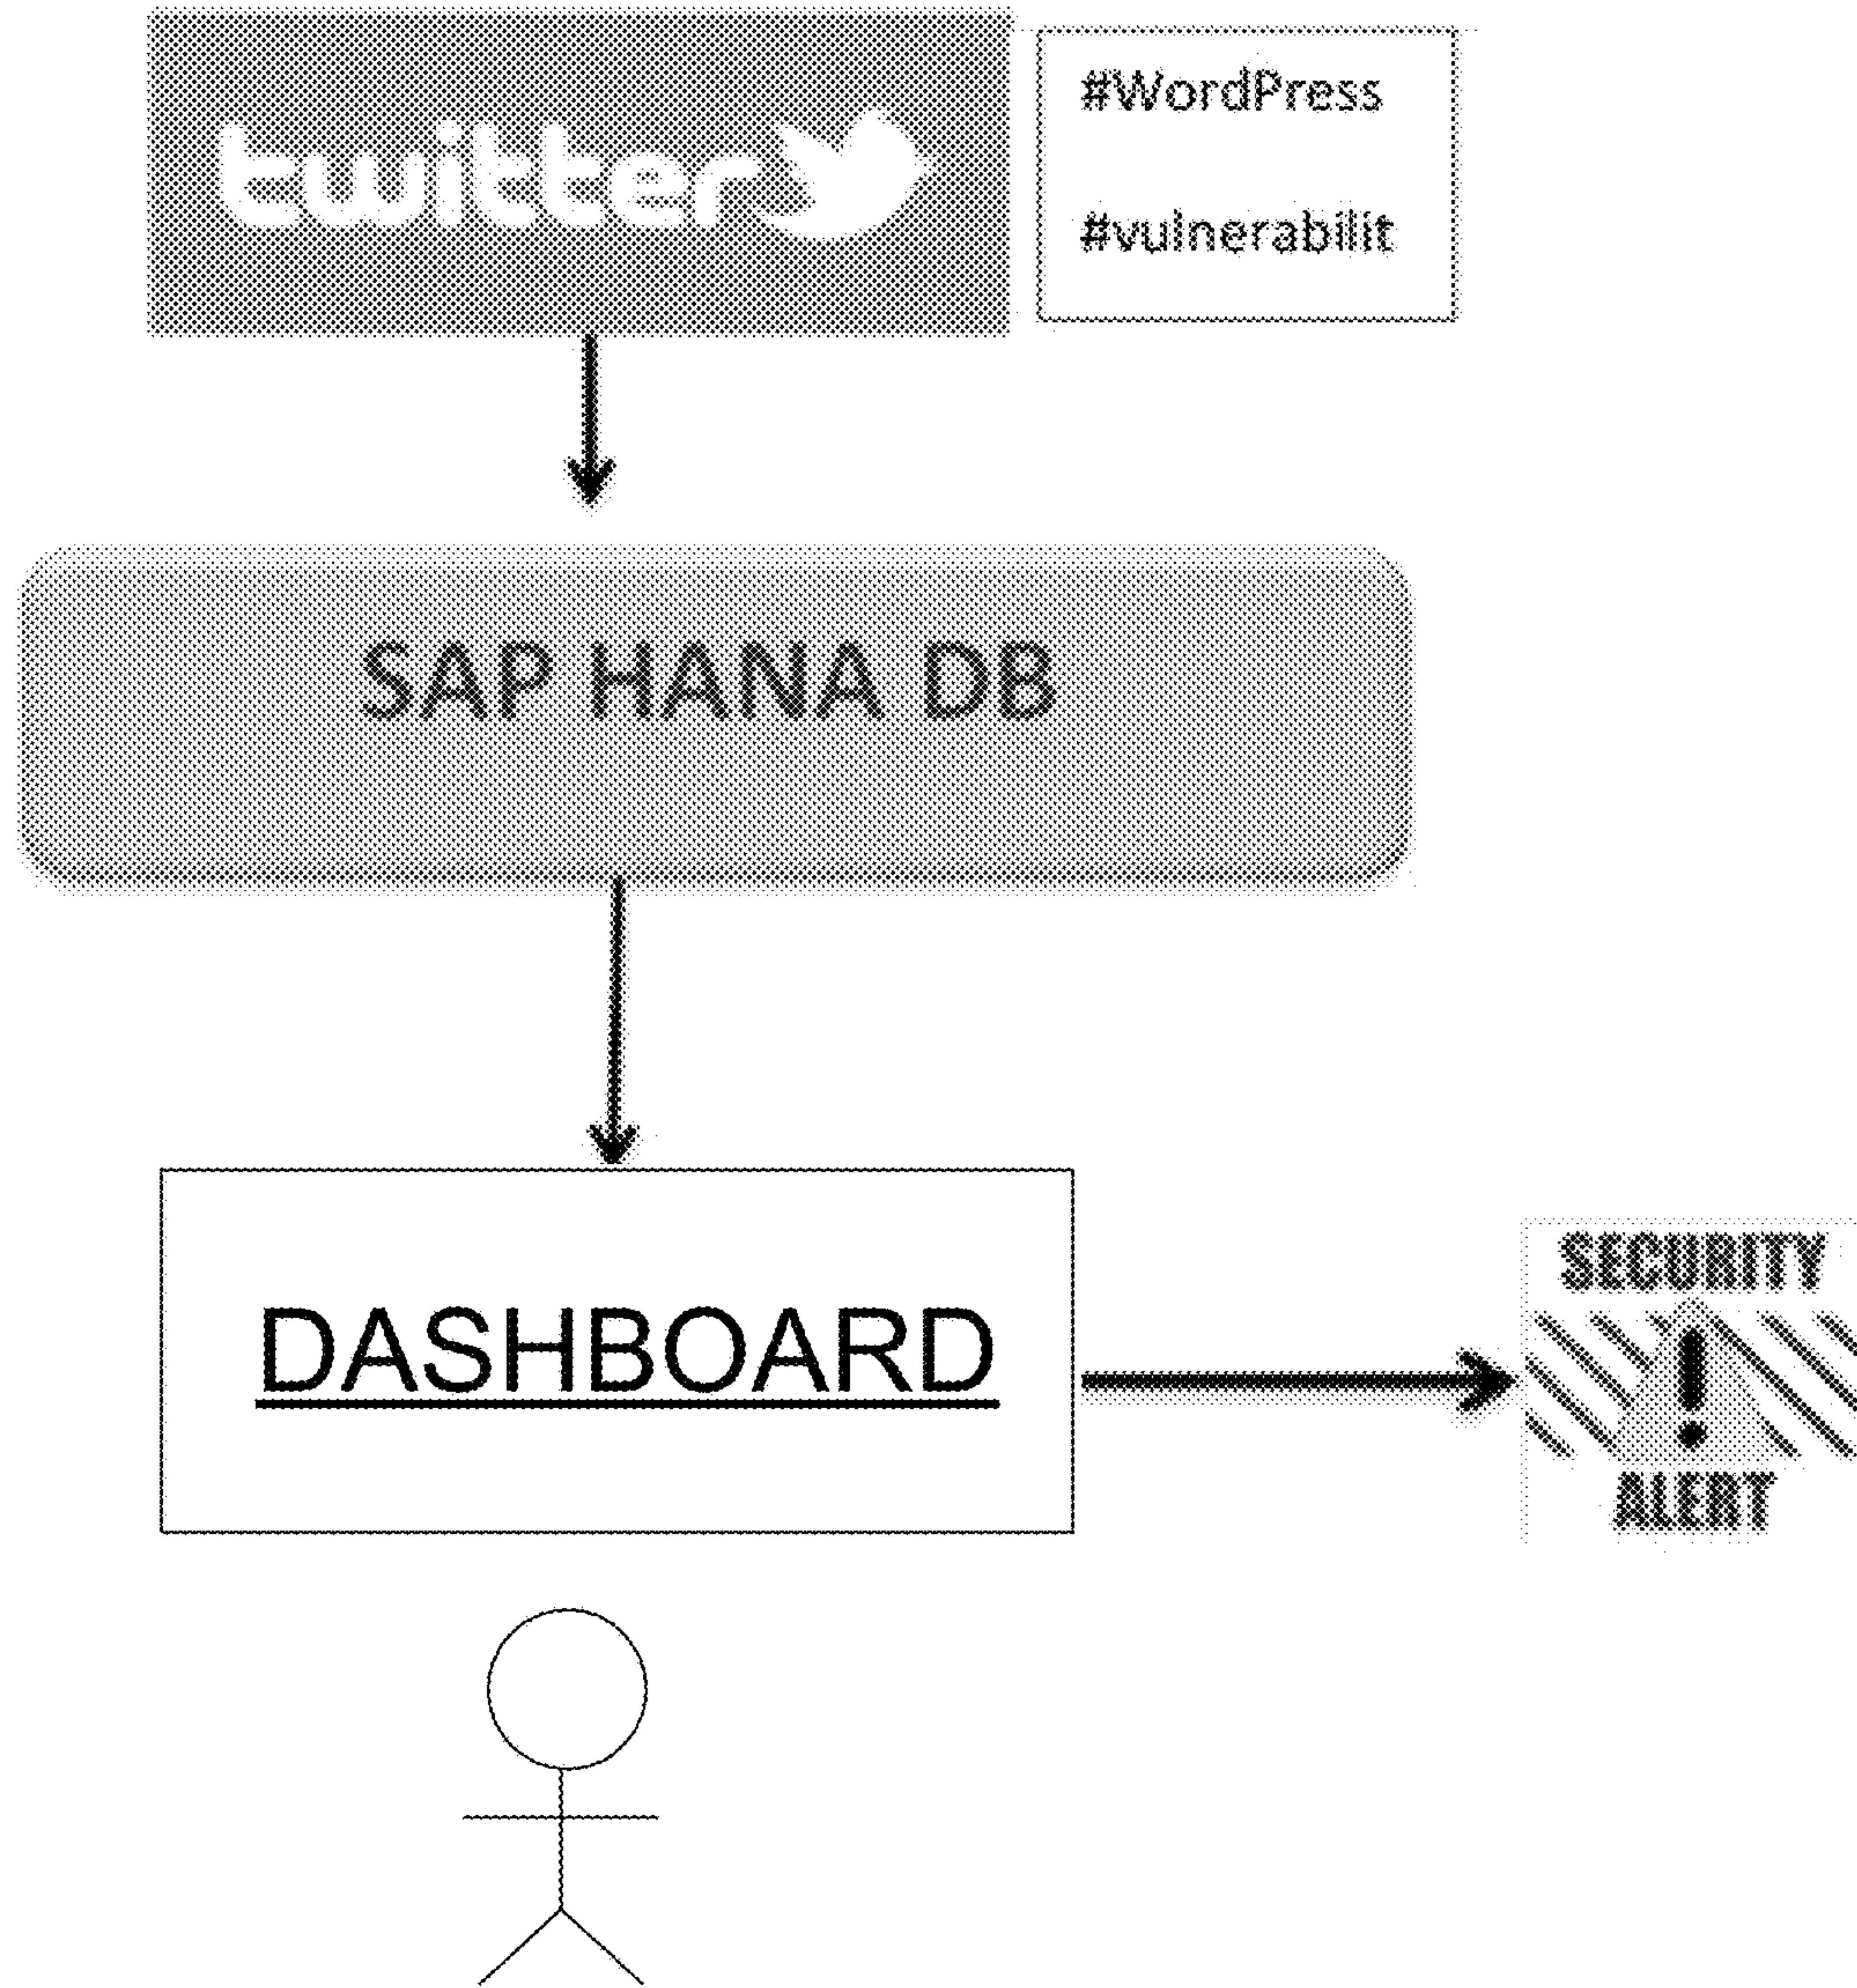 twitter
#WordPress
#vulnerabilit
SAP HANA DB
DASHBOARD
SECURITY
!
ALERT